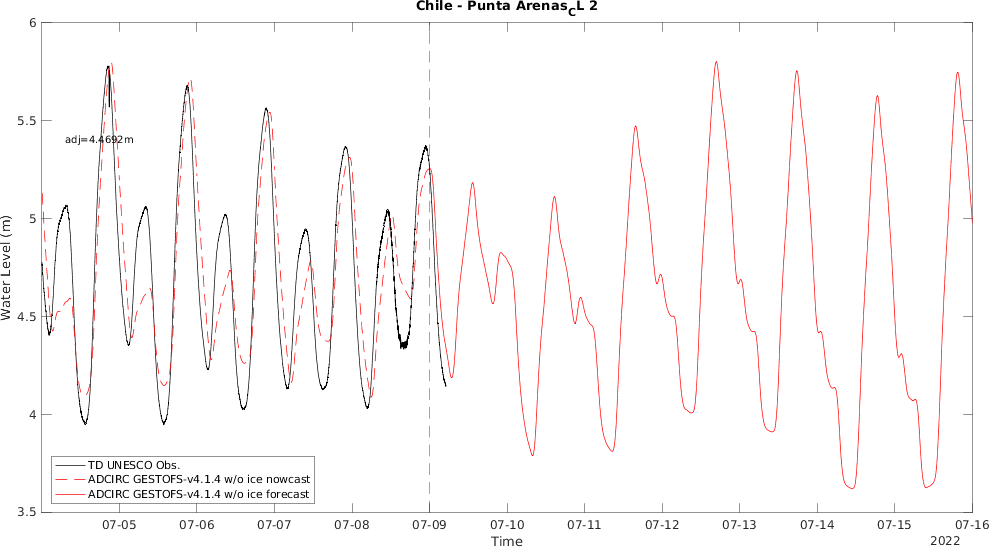 Chile - Punta Arenas_CL 2
6
5.5
5
4.5
4
3.5
Water Level (m)
adj=4.4692m
TD UNESCO Obs.
ADCIRC GESTOFS-v4.1.4 w/o ice nowcast
ADCIRC GESTOFS-v4.1.4 w/o ice forecast
07-05 07-06 07-07 07-08 07-09 07-10 07-11 07-12 07-13 07-14 07-15 07-16
Time
2022